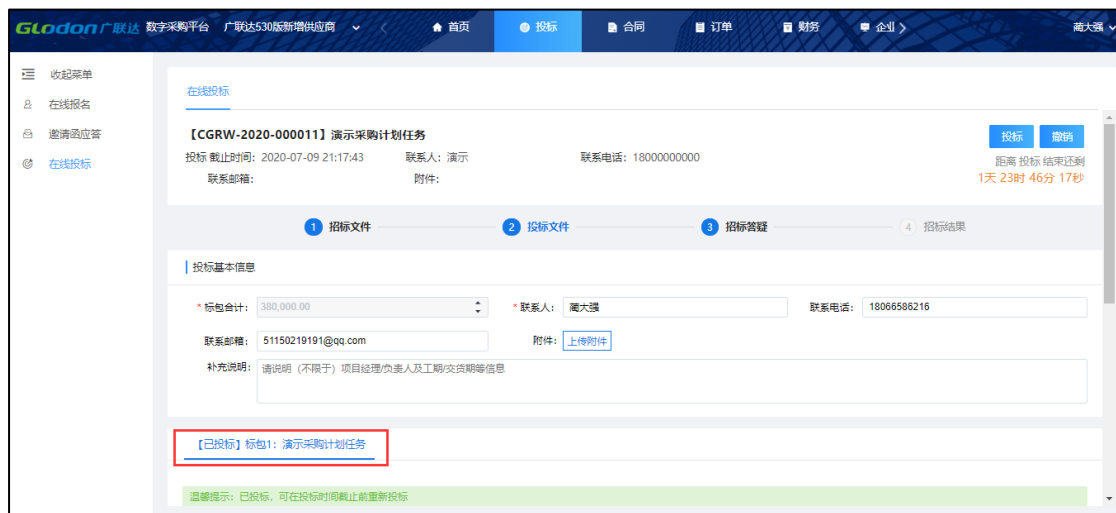 GLodon广联达 数字采购平台 广联达530版新增供应商 首页 投标 合同 订单 财务 企业 蔺大强
收起菜单
在线报名
邀请函应答
在线投标
在线投标
【CGRW-2020-000011】演示采购计划任务
投标 撤销
投标 截止时间：2020-07-09 21:17:43 联系人：演示 联系电话：18000000000
距离 投标 结束还剩
联系邮箱： 附件：
1天 23时 46分 17秒
1 招标文件 2 投标文件 3 招标答疑 4 招标结果
投标基本信息
* 标包合计： 380,000.00 * 联系人： 蔺大强 联系电话： 18066586216
联系邮箱： 51150219191@qq.com 附件： 上传附件
补充说明： 请说明（不限于）项目经理/负责人及工期/交货期等信息
【已投标】标包1：演示采购计划任务
温馨提示：已投标，可在投标时间截止前重新投标